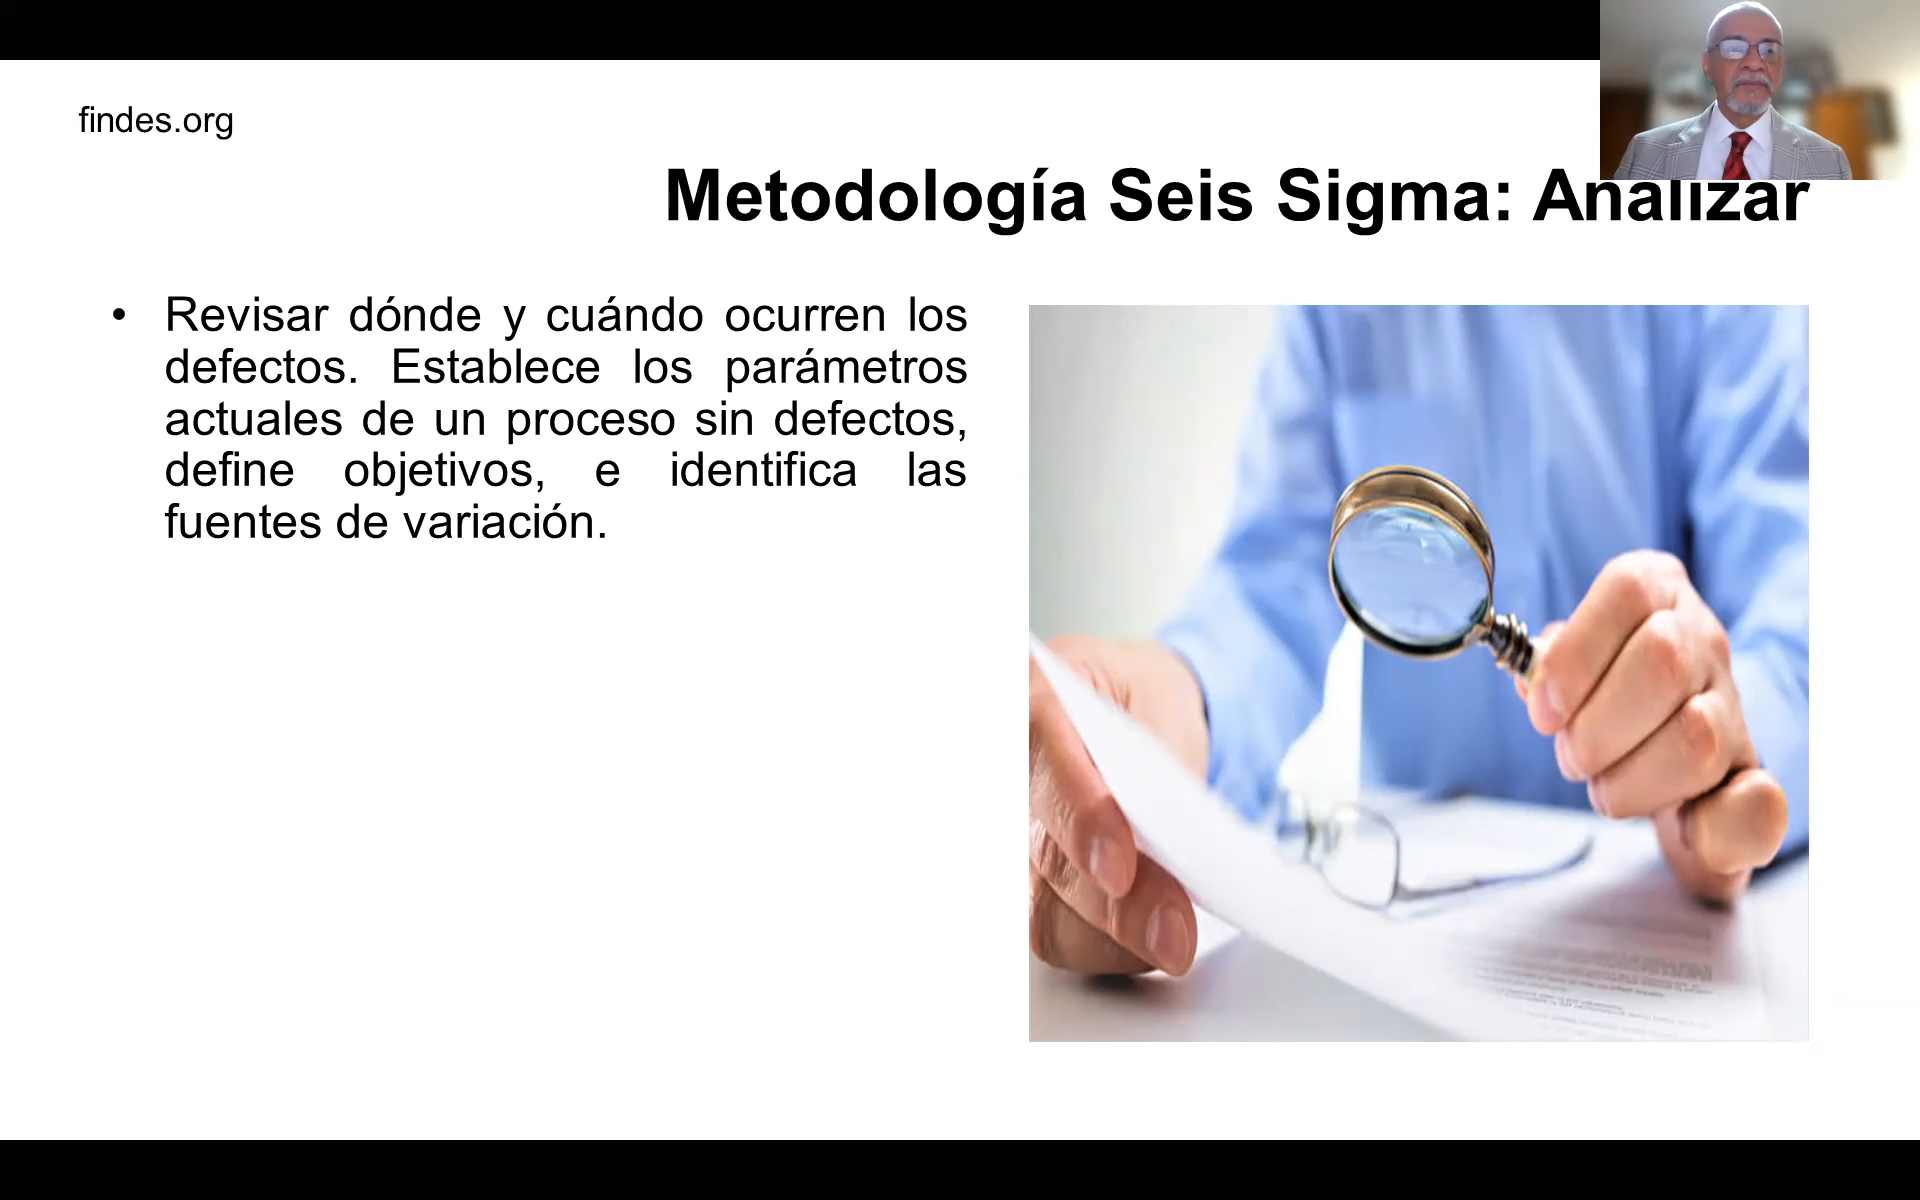 findes.org
Metodología Seis Sigma: Analizar
• Revisar dónde y cuándo ocurren los
defectos. Establece los parámetros
actuales de un proceso sin defectos,
define objetivos, e identifica las
fuentes de variación.